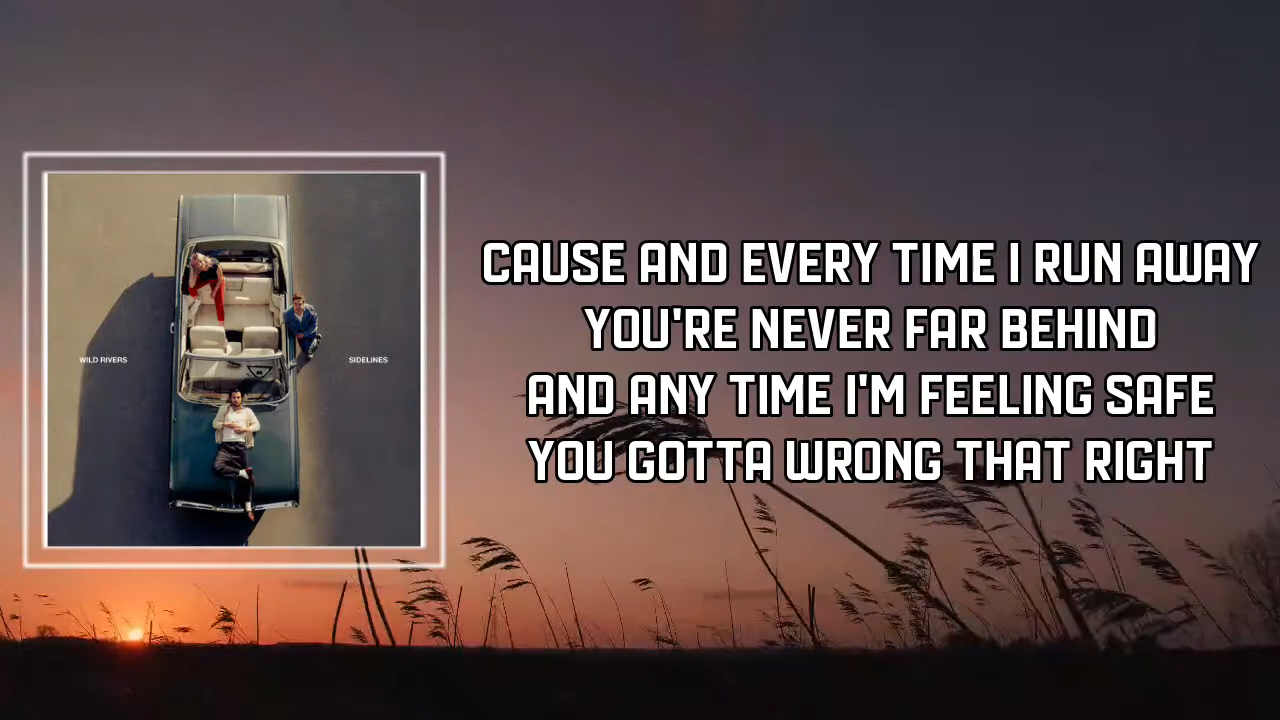 WILD RIVERS
SIDELINES
CAUSE AND EVERY TIME I RUN AWAY
YOU'RE NEVER FAR BEHIND
AND ANY TIME I'M FEELING SAFE
YOU GOTTA WRONG THAT RIGHT